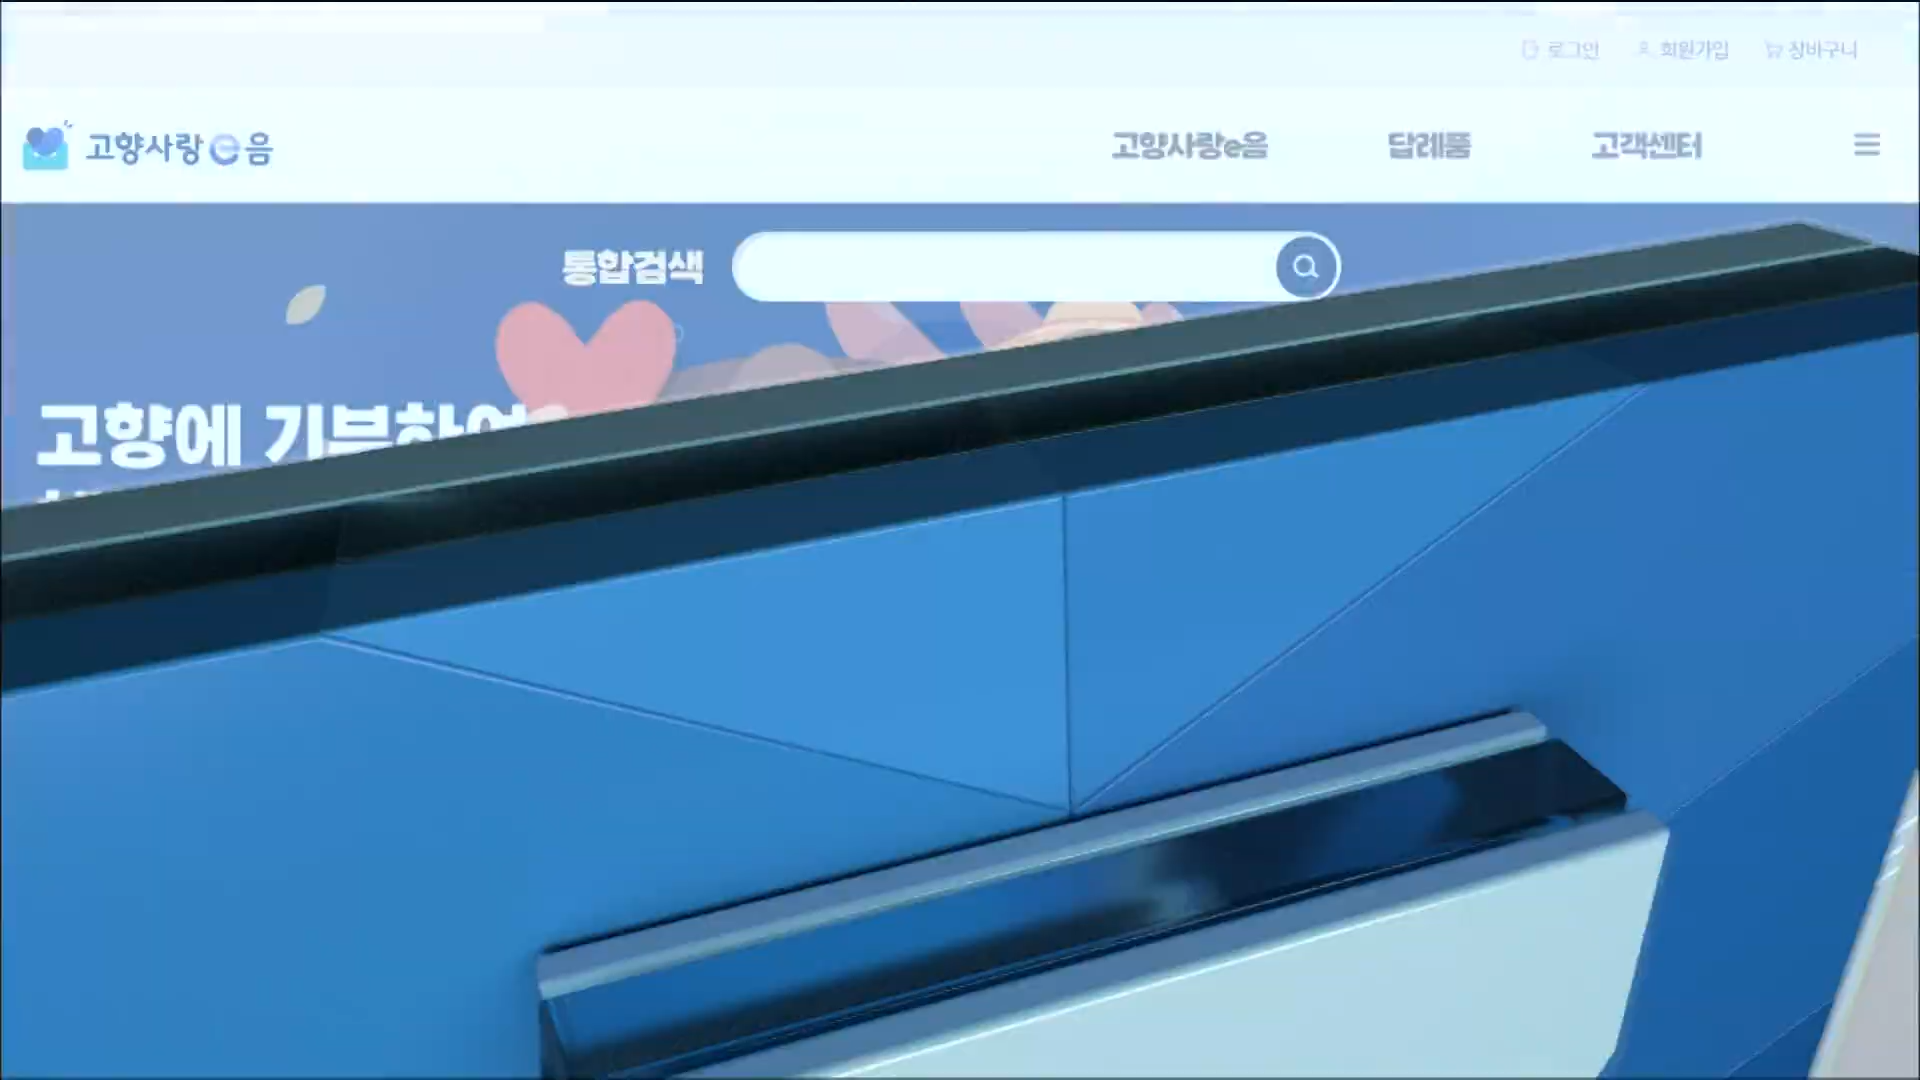 로그인 회원가입 장바구니
고향사랑e음 고향사랑e음 답례품 고객센터
통합검색
고향에 기부하여